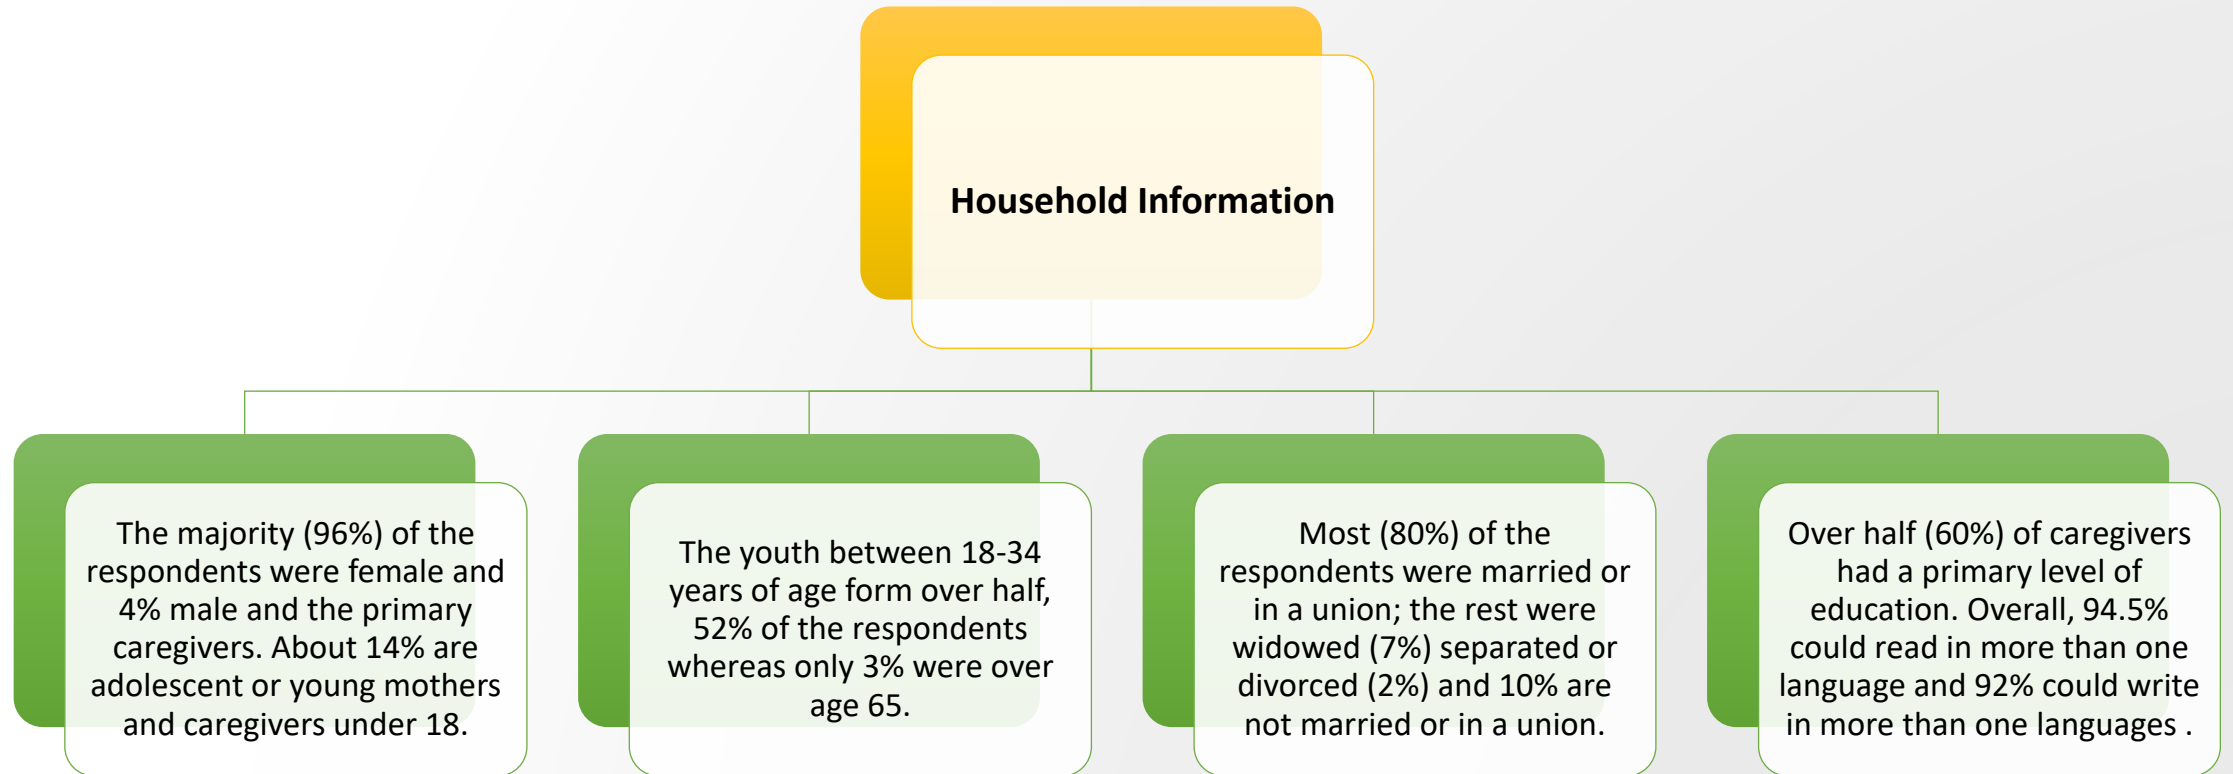 Household Information
The majority (96%) of the
respondents were female and
4% male and the primary
caregivers. About 14% are
adolescent or young mothers
and caregivers under 18.
The youth between 18-34
years of age form over half,
52% of the respondents
whereas only 3% were over
age 65.
Most (80%) of the
respondents were married or
in a union; the rest were
widowed (7%) separated or
divorced (2%) and 10% are
not married or in a union.
Over half (60%) of caregivers
had a primary level of
education. Overall, 94.5%
could read in more than one
language and 92% could write
in more than one languages .